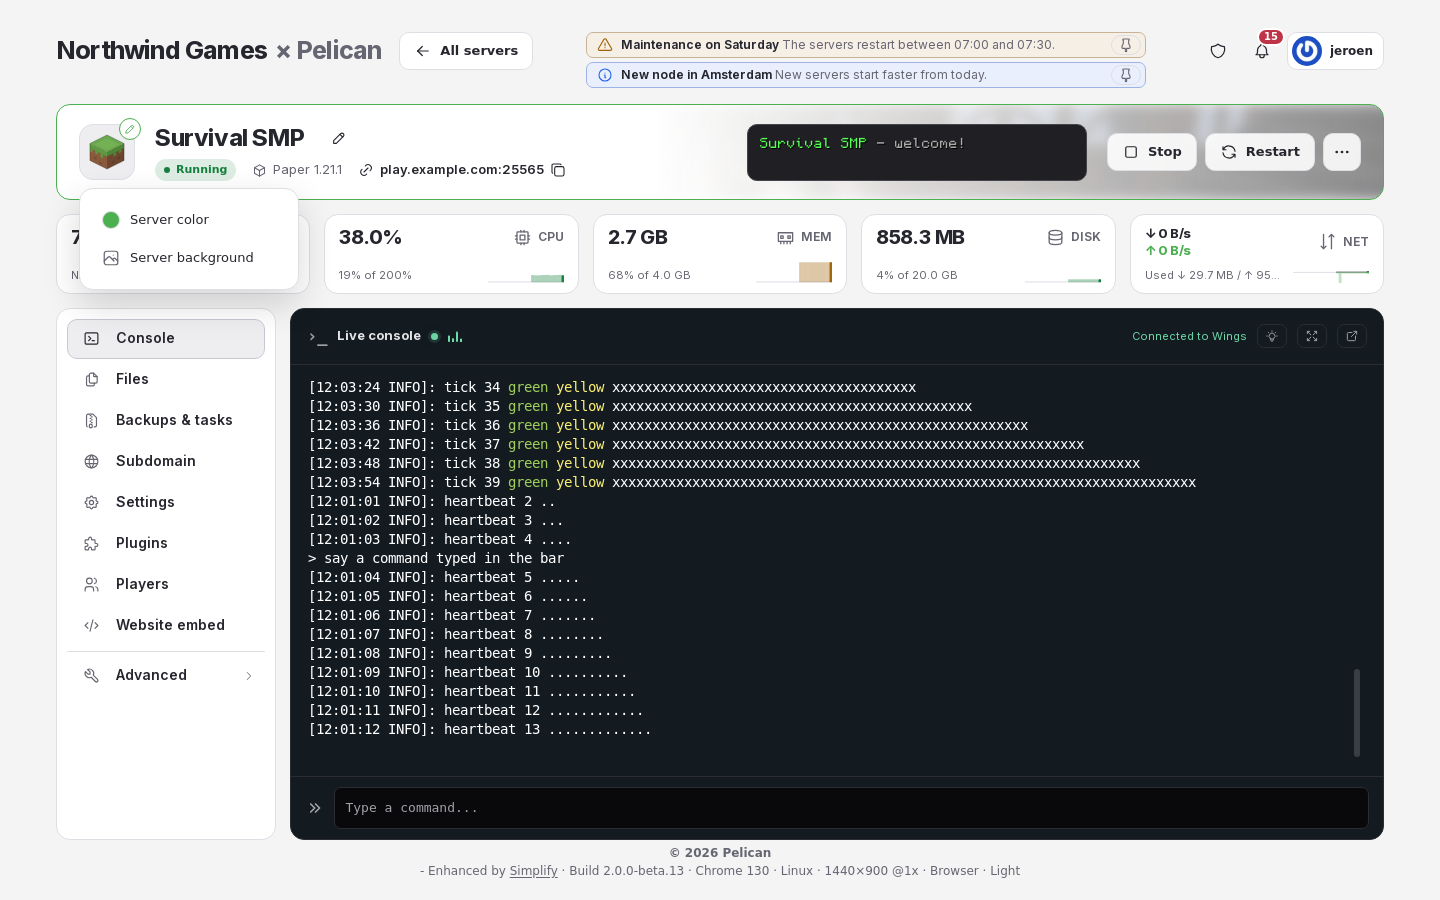 Northwind Games × Pelican
All servers
Maintenance on Saturday The servers restart between 07:00 and 07:30.
New node in Amsterdam New servers start faster from today.
15
jeroen
Survival SMP
Running
Paper 1.21.1
play.example.com:25565
Survival SMP - welcome!
Stop
Restart
Server color
Server background
38.0%
CPU
19% of 200%
2.7 GB
MEM
68% of 4.0 GB
858.3 MB
DISK
4% of 20.0 GB
↓ 0 B/s
↑ 0 B/s
NET
Used ↓ 29.7 MB / ↑ 95...
Console
Files
Backups & tasks
Subdomain
Settings
Plugins
Players
Website embed
Advanced
Live console
Connected to Wings
[12:03:24 INFO]: tick 34 green yellow xxxxxxxxxxxxxxxxxxxxxxxxxxxxxxxxxxxxxx
[12:03:30 INFO]: tick 35 green yellow xxxxxxxxxxxxxxxxxxxxxxxxxxxxxxxxxxxxxxxxxxxxx
[12:03:36 INFO]: tick 36 green yellow xxxxxxxxxxxxxxxxxxxxxxxxxxxxxxxxxxxxxxxxxxxxxxxxxxxx
[12:03:42 INFO]: tick 37 green yellow xxxxxxxxxxxxxxxxxxxxxxxxxxxxxxxxxxxxxxxxxxxxxxxxxxxxxxxxxxx
[12:03:48 INFO]: tick 38 green yellow xxxxxxxxxxxxxxxxxxxxxxxxxxxxxxxxxxxxxxxxxxxxxxxxxxxxxxxxxxxxxxxxxx
[12:03:54 INFO]: tick 39 green yellow xxxxxxxxxxxxxxxxxxxxxxxxxxxxxxxxxxxxxxxxxxxxxxxxxxxxxxxxxxxxxxxxxxxxxxxxx
[12:01:01 INFO]: heartbeat 2 ..
[12:01:02 INFO]: heartbeat 3 ...
[12:01:03 INFO]: heartbeat 4 ....
> say a command typed in the bar
[12:01:04 INFO]: heartbeat 5 .....
[12:01:05 INFO]: heartbeat 6 ......
[12:01:06 INFO]: heartbeat 7 .......
[12:01:07 INFO]: heartbeat 8 ........
[12:01:08 INFO]: heartbeat 9 .........
[12:01:09 INFO]: heartbeat 10 ..........
[12:01:10 INFO]: heartbeat 11 ...........
[12:01:11 INFO]: heartbeat 12 ............
[12:01:12 INFO]: heartbeat 13 .............
Type a command...
© 2026 Pelican
- Enhanced by Simplify · Build 2.0.0-beta.13 · Chrome 130 · Linux · 1440×900 @1x · Browser · Light